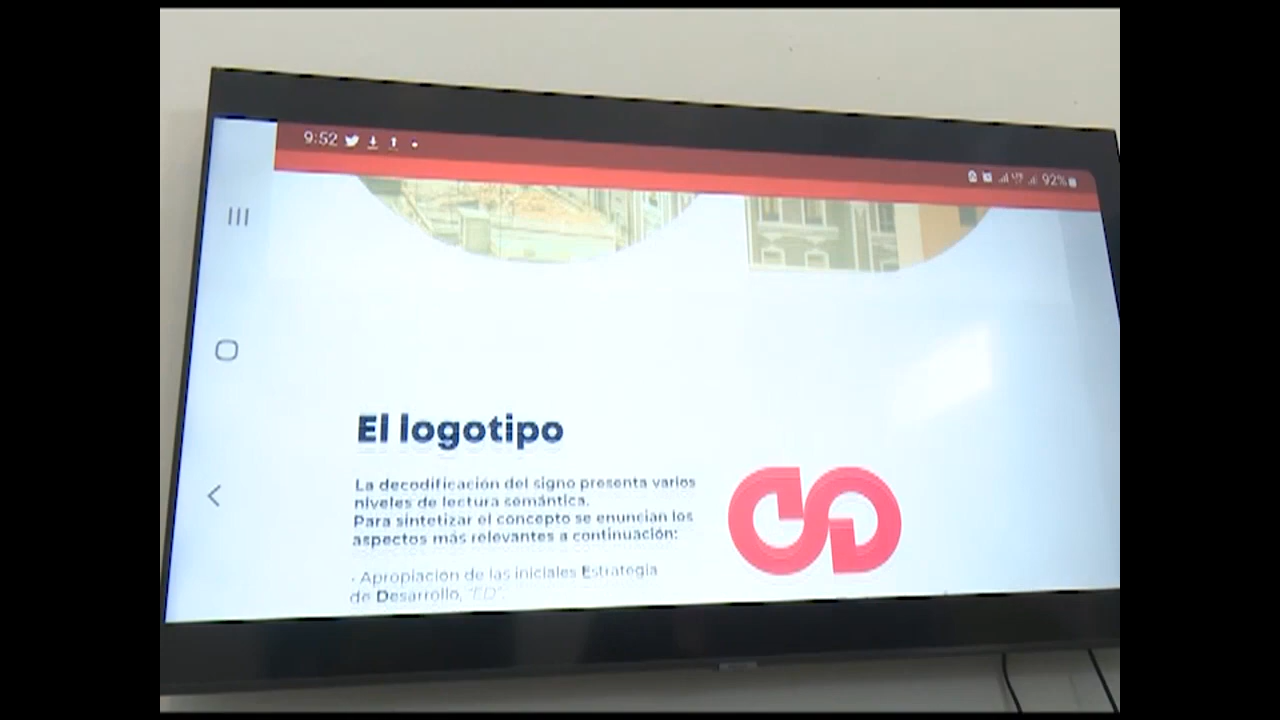 9:52
92%
El logotipo
La decodificación del signo presenta varios
niveles de lectura semántica.
Para sintetizar el concepto se enuncian los
aspectos más relevantes a continuación:
· Apropiación de las iniciales Estrategia
de Desarrollo, "ED".